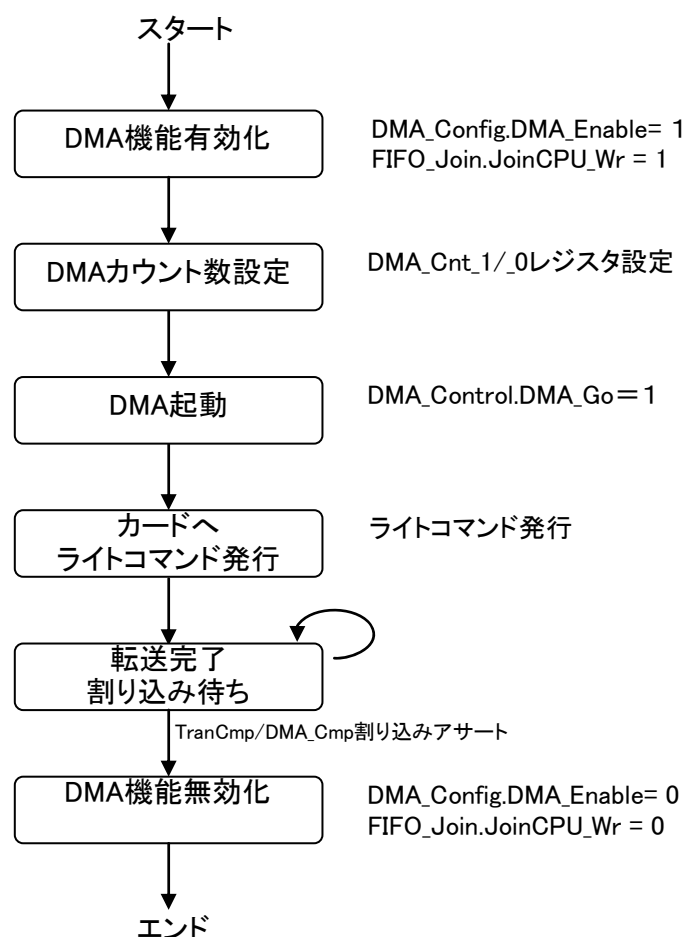 スタート
DMA機能有効化
DMA_Config.DMA_Enable= 1
FIFO_Join.JoinCPU_Wr = 1
DMAカウント数設定
DMA_Cnt_1/_0レジスタ設定
DMA起動
DMA_Control.DMA_Go＝1
カードへ
ライトコマンド発行
ライトコマンド発行
転送完了
割り込み待ち
TranCmp/DMA_Cmp割り込みアサート
DMA機能無効化
DMA_Config.DMA_Enable= 0
FIFO_Join.JoinCPU_Wr = 0
エンド